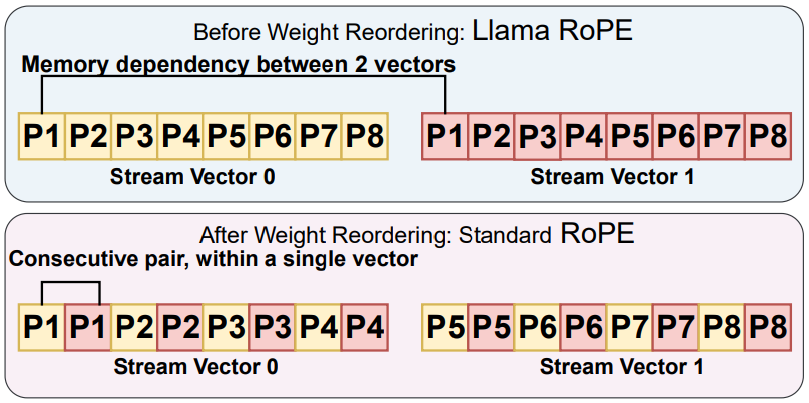 Before Weight Reordering: Llama RoPE
Memory dependency between 2 vectors
P1 P2 P3 P4 P5 P6 P7 P8 P1 P2 P3 P4 P5 P6 P7 P8
Stream Vector 0 Stream Vector 1
After Weight Reordering: Standard RoPE
Consecutive pair, within a single vector
P1 P1 P2 P2 P3 P3 P4 P4 P5 P5 P6 P6 P7 P7 P8 P8
Stream Vector 0 Stream Vector 1